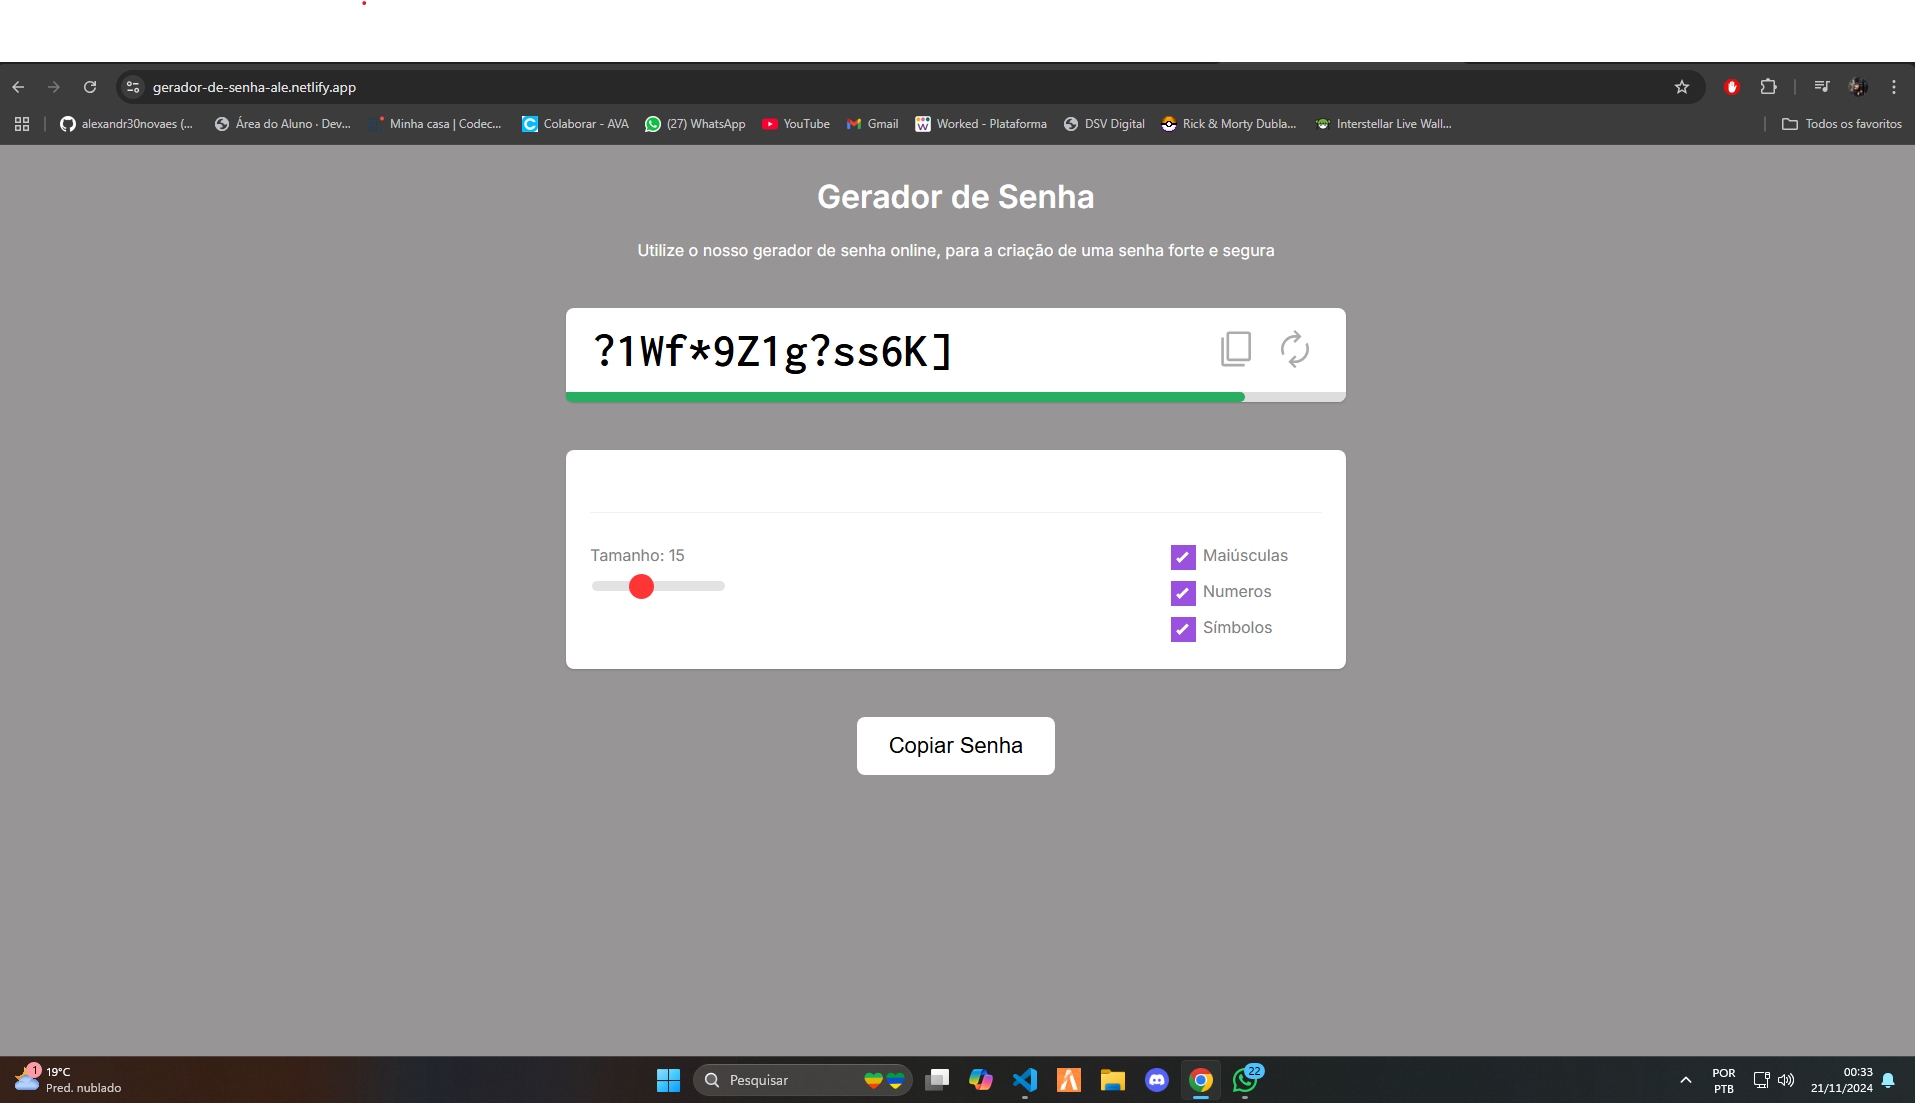 gerador-de-senha-ale.netlify.app
alexandr30novaes (...
Área do Aluno · Dev...
Minha casa | Codec...
Colaborar - AVA
(27) WhatsApp
YouTube
Gmail
Worked - Plataforma
DSV Digital
Rick & Morty Dubla...
Interstellar Live Wall...
Todos os favoritos
Gerador de Senha
Utilize o nosso gerador de senha online, para a criação de uma senha forte e segura
?1Wf*9Z1g?ss6K]
Tamanho: 15
Maiúsculas
Numeros
Símbolos
Copiar Senha
1
19°C
Pred. nublado
Pesquisar
22
POR
PTB
00:33
21/11/2024